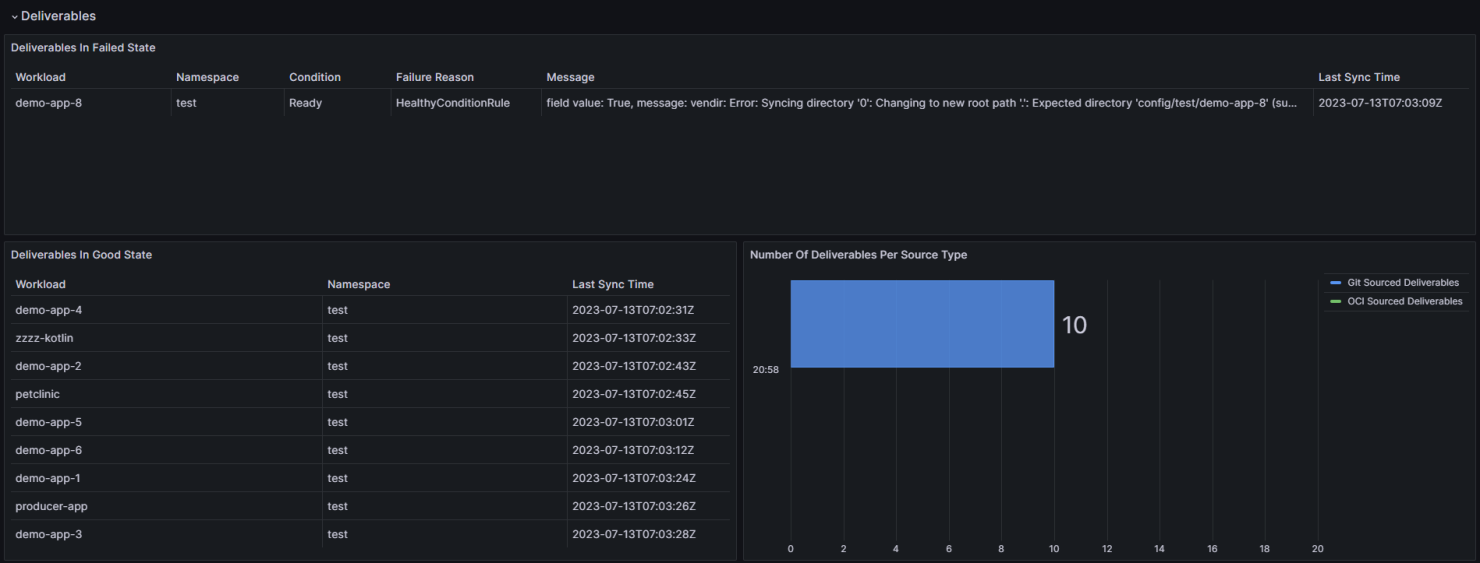 Deliverables
Deliverables In Failed State
Workload Namespace Condition Failure Reason Message Last Sync Time
demo-app-8 test Ready HealthyConditionRule field value: True, message: vendir: Error: Syncing directory '0': Changing to new root path '.': Expected directory 'config/test/demo-app-8' (su... 2023-07-13T07:03:09Z
Deliverables In Good State
Workload Namespace Last Sync Time
demo-app-4 test 2023-07-13T07:02:31Z
zzzz-kotlin test 2023-07-13T07:02:33Z
demo-app-2 test 2023-07-13T07:02:43Z
petclinic test 2023-07-13T07:02:45Z
demo-app-5 test 2023-07-13T07:03:01Z
demo-app-6 test 2023-07-13T07:03:12Z
demo-app-1 test 2023-07-13T07:03:24Z
producer-app test 2023-07-13T07:03:26Z
demo-app-3 test 2023-07-13T07:03:28Z
Number Of Deliverables Per Source Type
Git Sourced Deliverables
OCI Sourced Deliverables
10
20:58
0 2 4 6 8 10 12 14 16 18 20